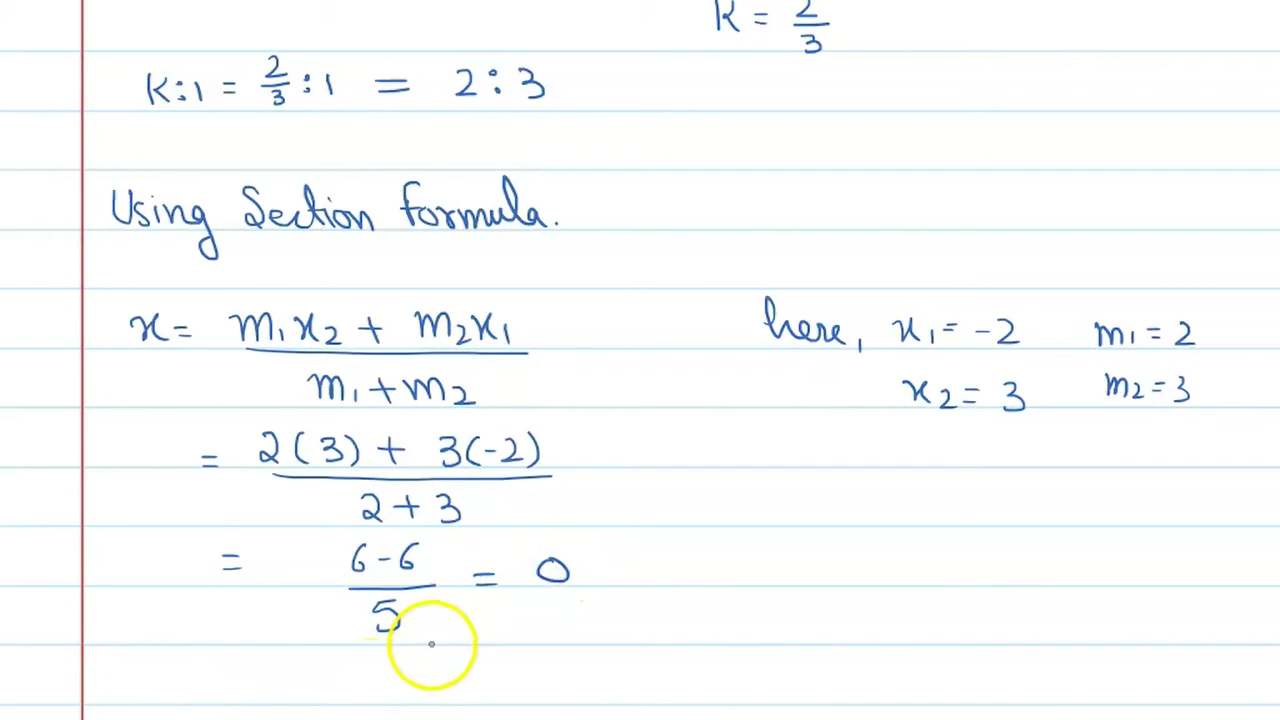 K = 2/3
K:1 = 2/3 : 1 = 2:3
Using Section formula.
x = m1x2 + m2x1
m1 + m2
here, x1 = -2 m1 = 2
x2 = 3 m2 = 3
= 2(3) + 3(-2)
2 + 3
= 6-6 = 0
5